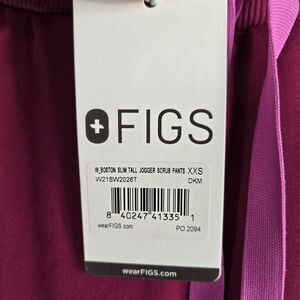 FIGS
W_BOSTON SLIM TALL JOGGER SCRUB PANTS XXS
W21SW2026T DKM
8 40247 41335 1
wearFIGS.com PO 2094
wearFIGS.com